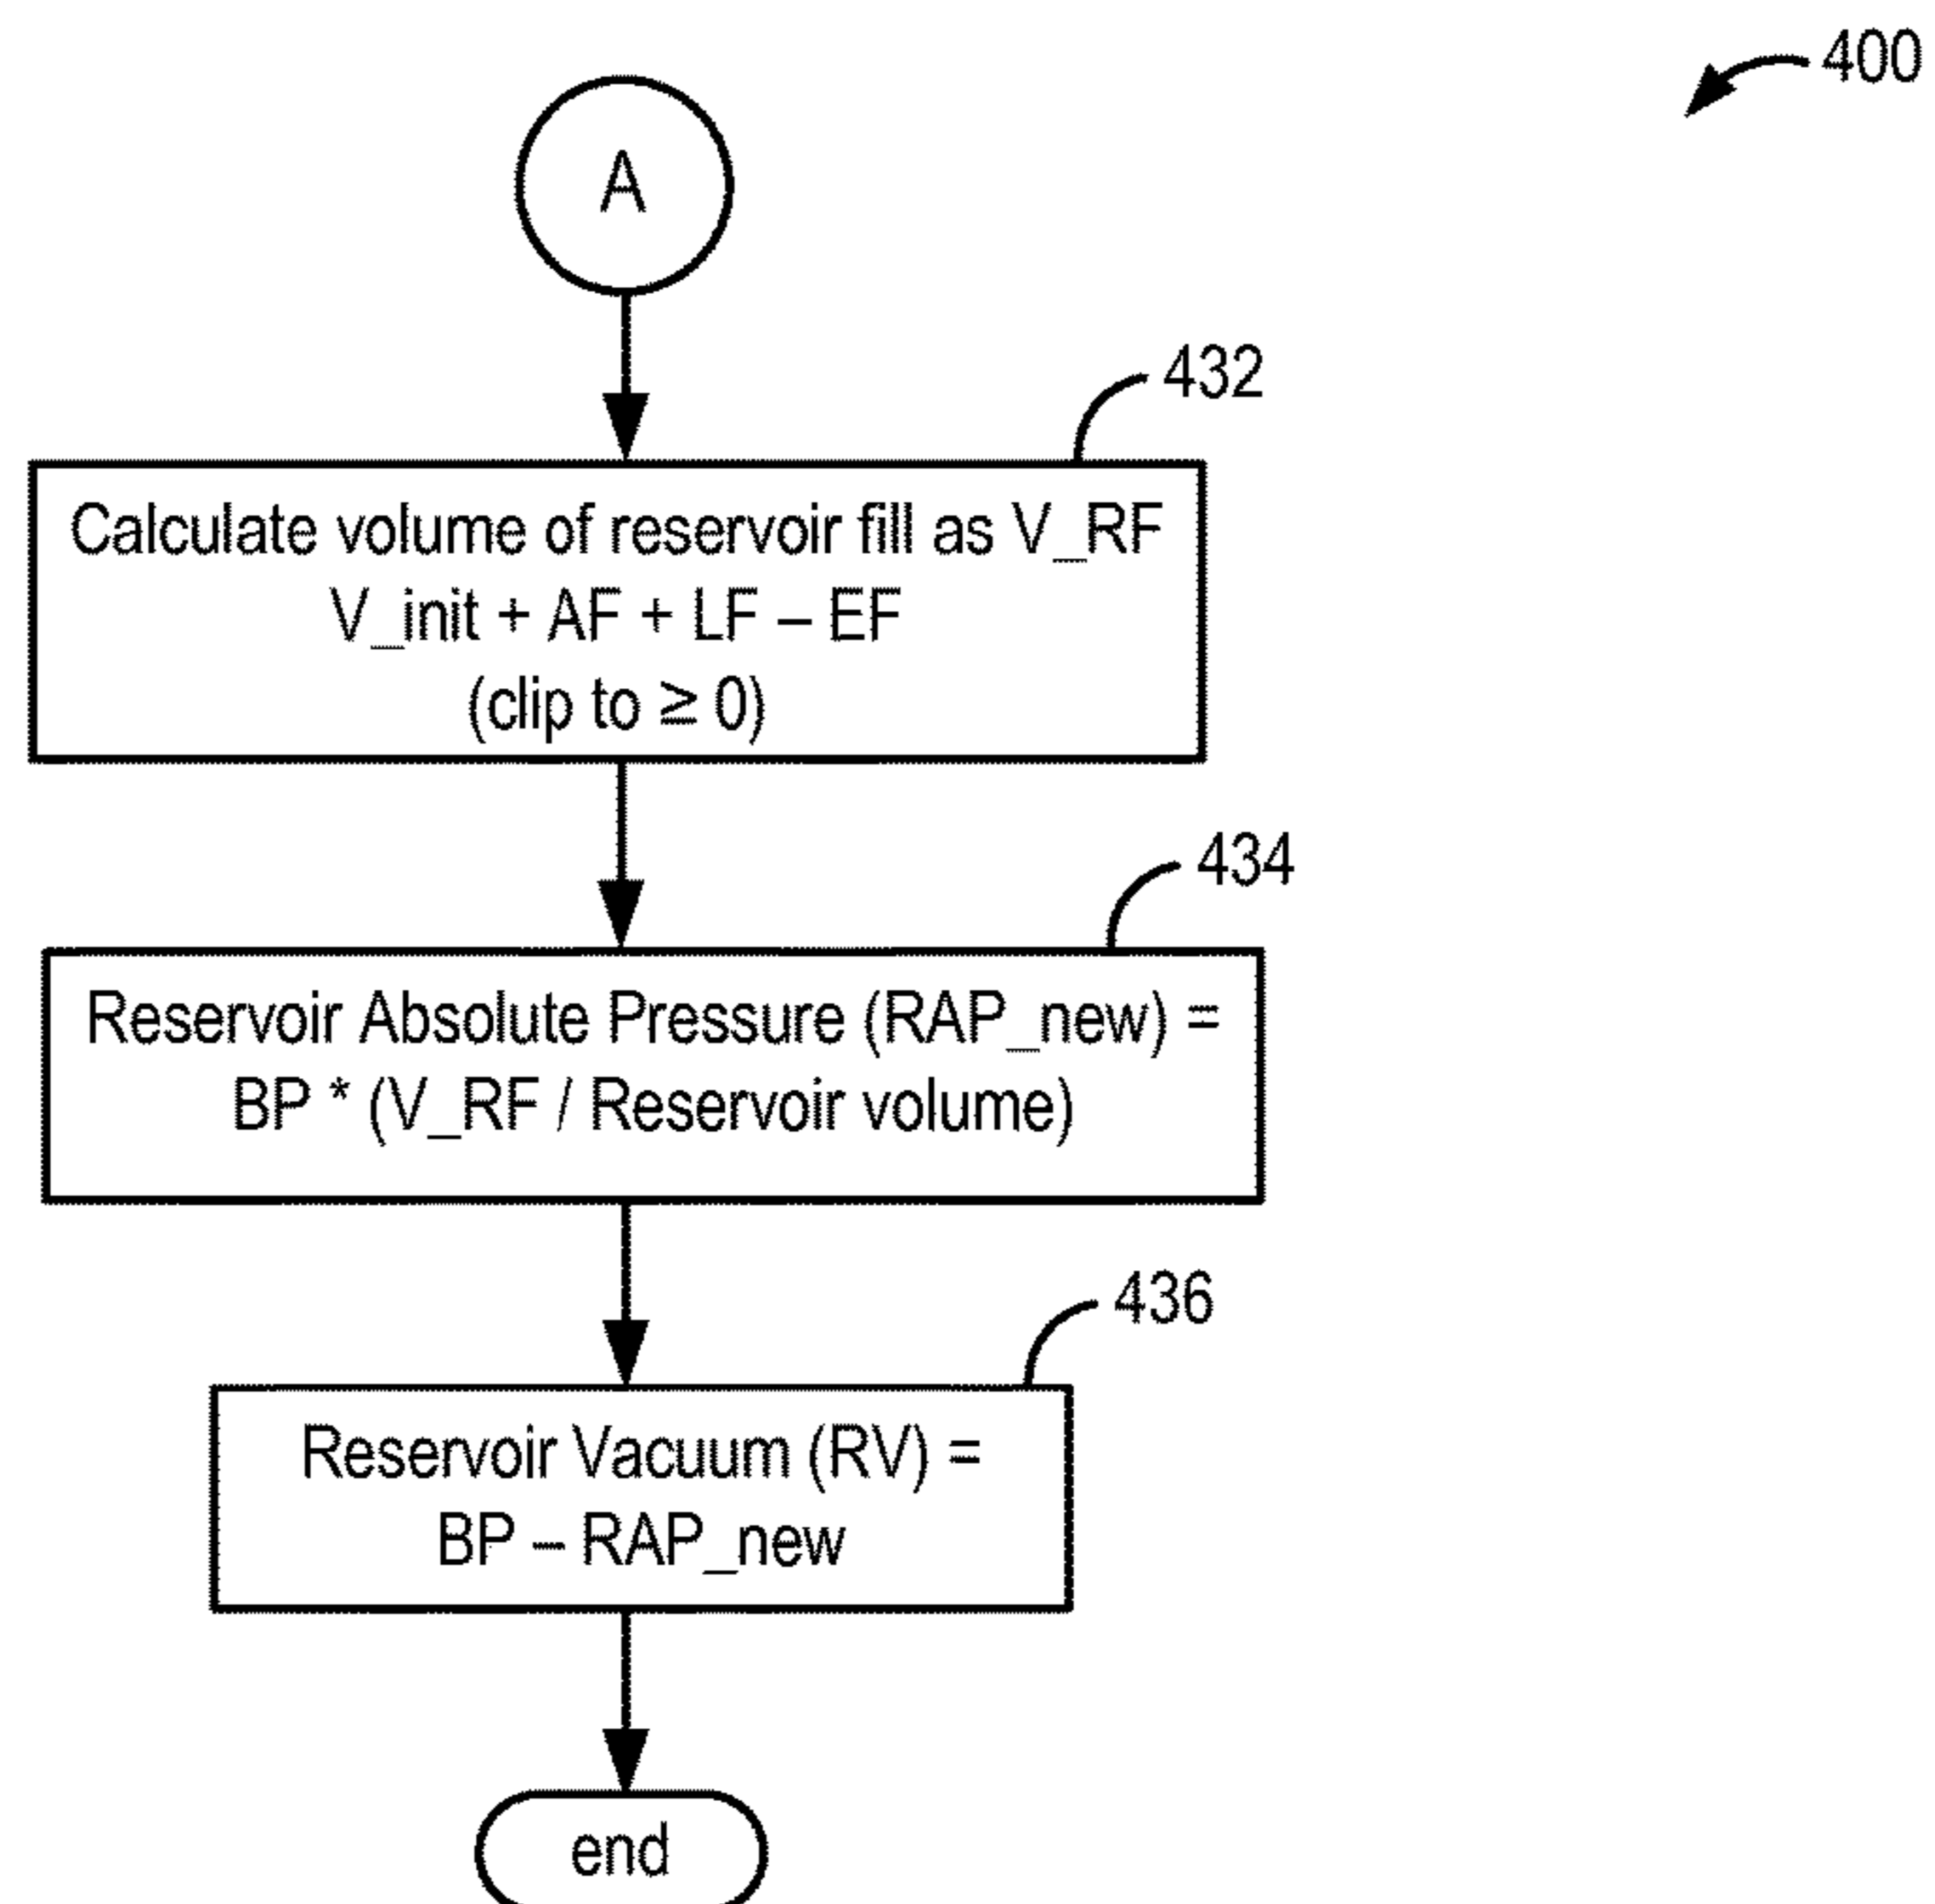 400
A
432
Calculate volume of reservoir fill as V_RF
V_init + AF + LF – EF
(clip to ≥ 0)
434
Reservoir Absolute Pressure (RAP_new) =
BP * (V_RF / Reservoir volume)
436
Reservoir Vacuum (RV) =
BP – RAP_new
end